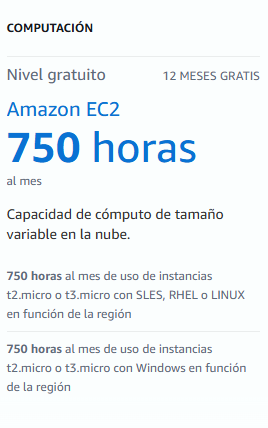 COMPUTACIÓN
Nivel gratuito 12 MESES GRATIS
Amazon EC2
750 horas
al mes
Capacidad de cómputo de tamaño
variable en la nube.
750 horas al mes de uso de instancias
t2.micro o t3.micro con SLES, RHEL o LINUX
en función de la región
750 horas al mes de uso de instancias
t2.micro o t3.micro con Windows en función
de la región